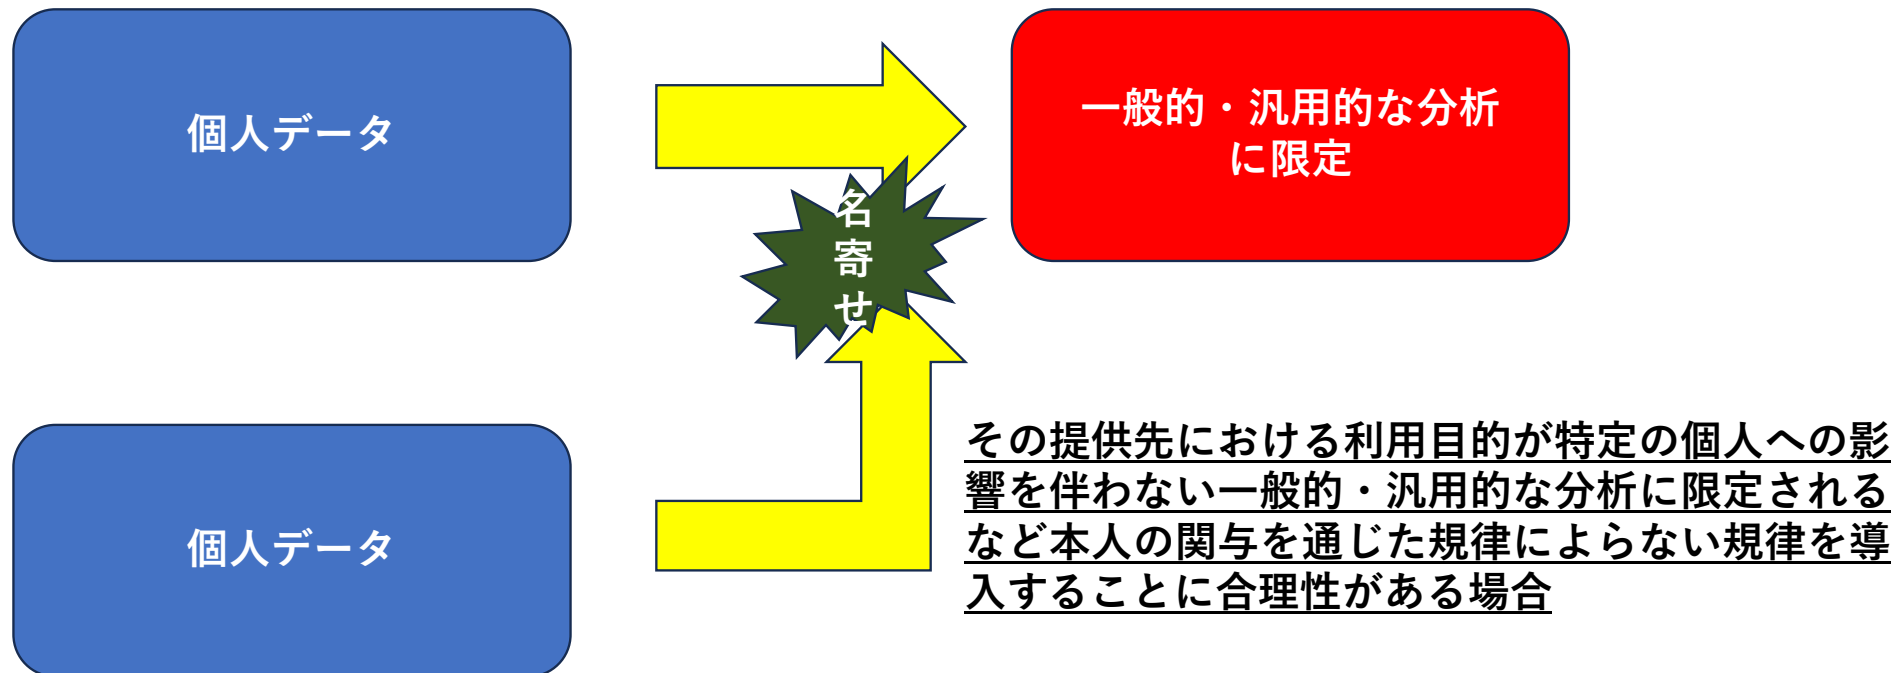 個人データ
一般的・汎用的な分析
に限定
名寄せ
個人データ
その提供先における利用目的が特定の個人への影
響を伴わない一般的・汎用的な分析に限定される
など本人の関与を通じた規律によらない規律を導
入することに合理性がある場合